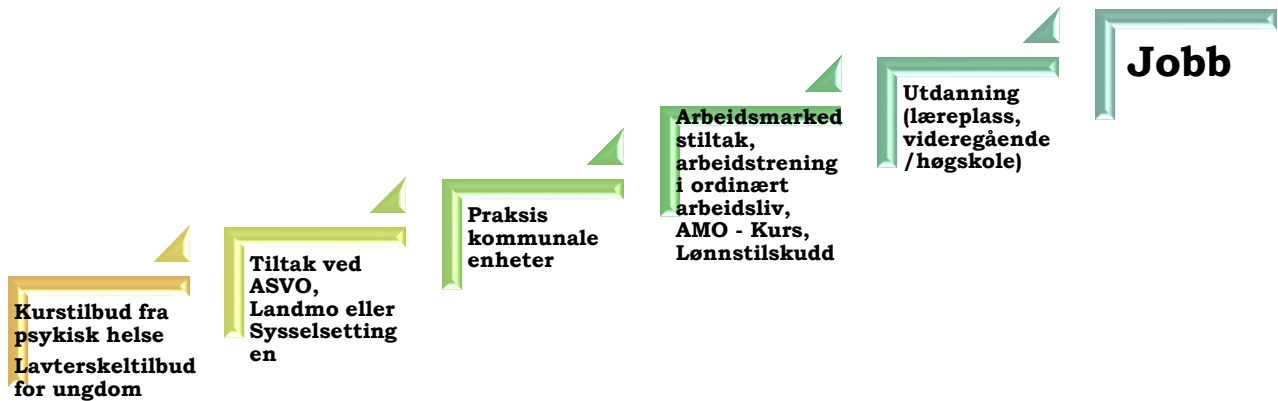 Kurstilbud fra
psykisk helse
Lavterskeltilbud
for ungdom
Tiltak ved
ASVO,
Landmo eller
Sysselsetting
en
Praksis
kommunale
enheter
Arbeidsmarked
stiltak,
arbeidstrening
i ordinært
arbeidsliv,
AMO - Kurs,
Lønnstilskudd
Utdanning
(læreplass,
videregående
/høgskole)
Jobb